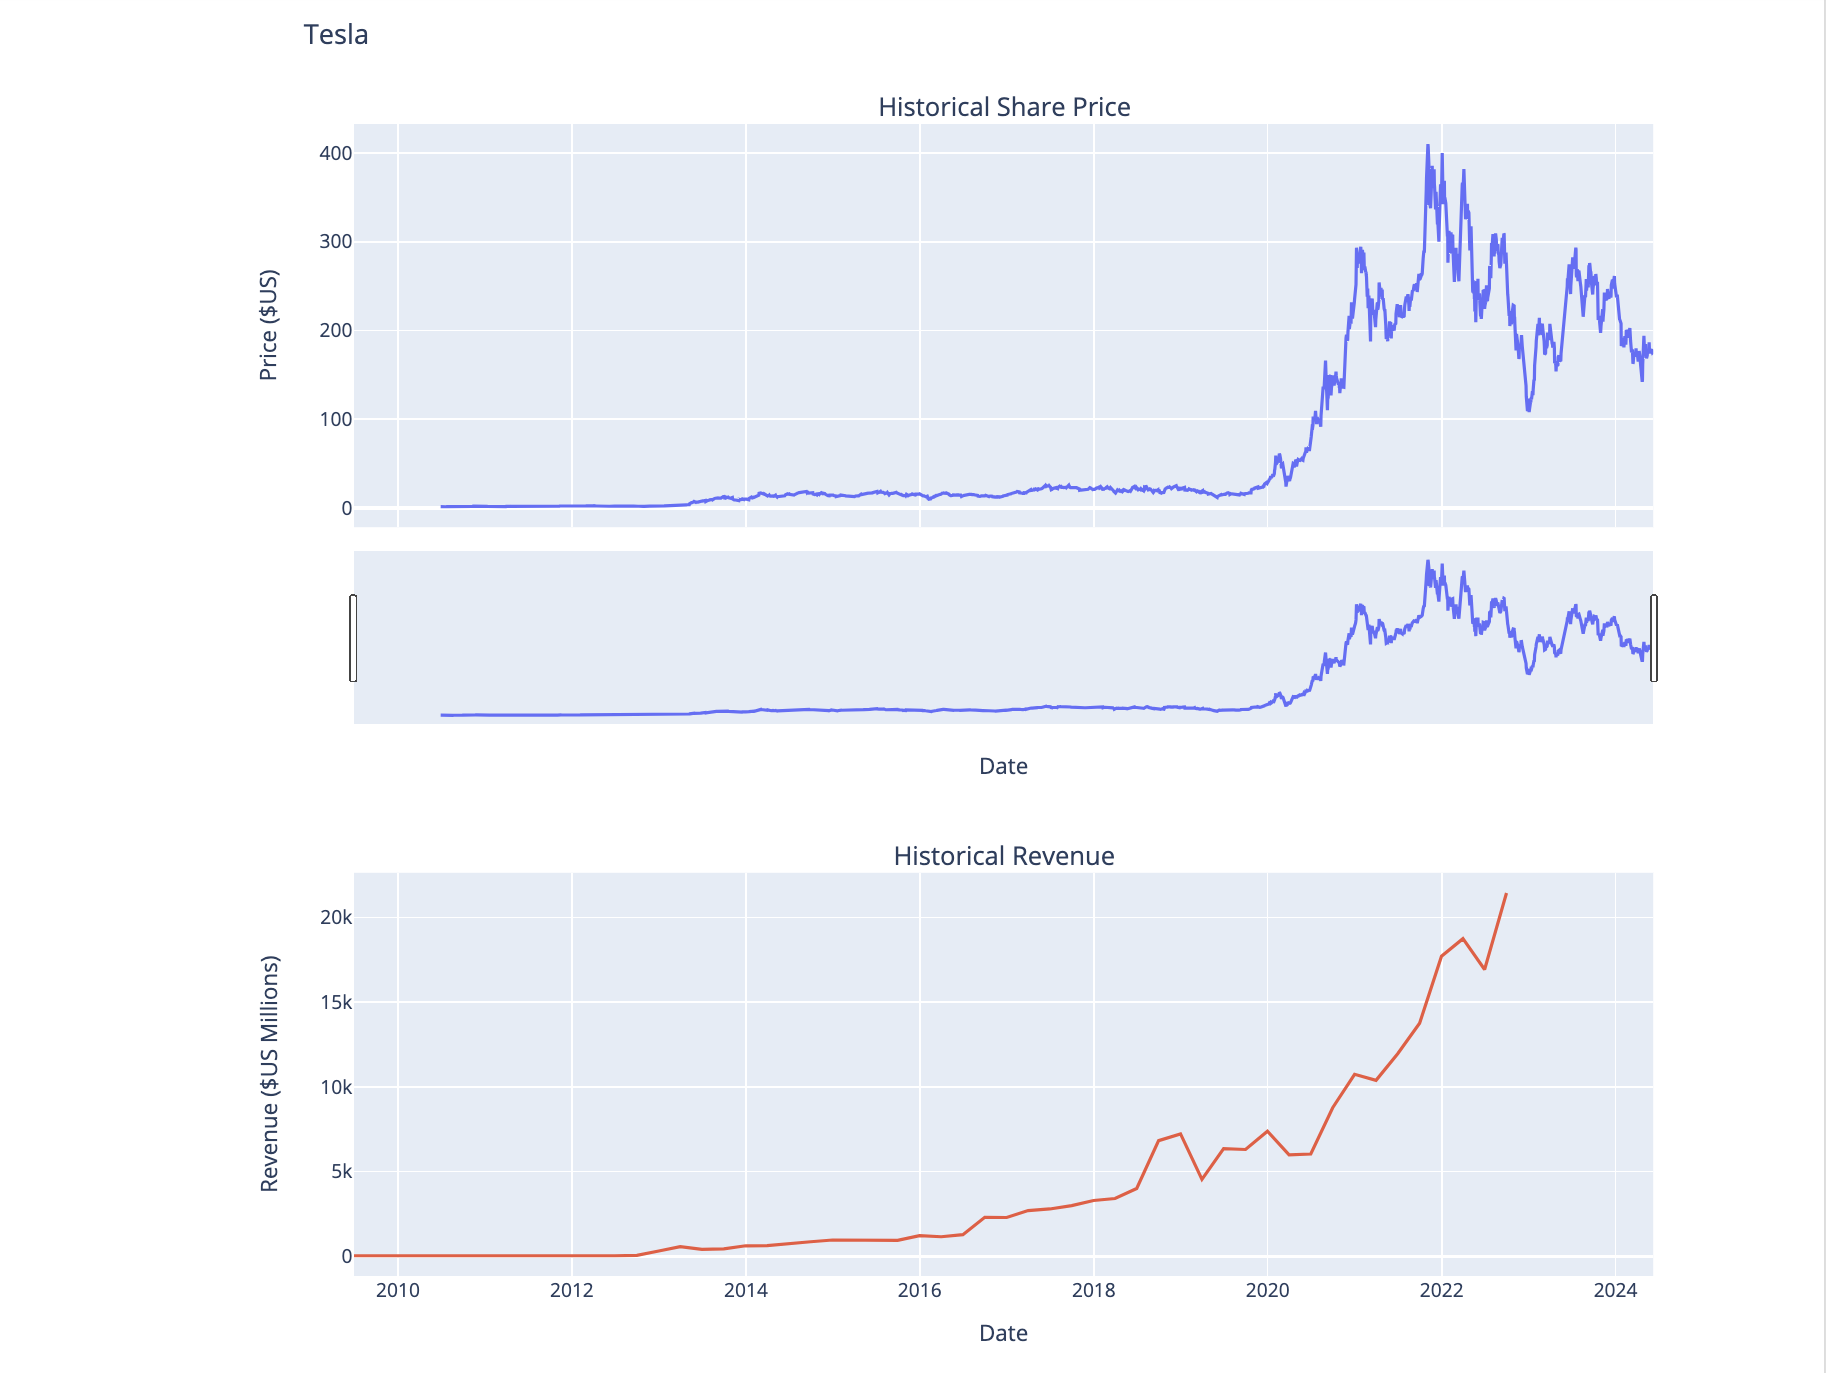 Tesla
Historical Share Price
400
300
200
100
0
Price ($US)
Date
Historical Revenue
20k
15k
10k
5k
0
Revenue ($US Millions)
2010 2012 2014 2016 2018 2020 2022 2024
Date